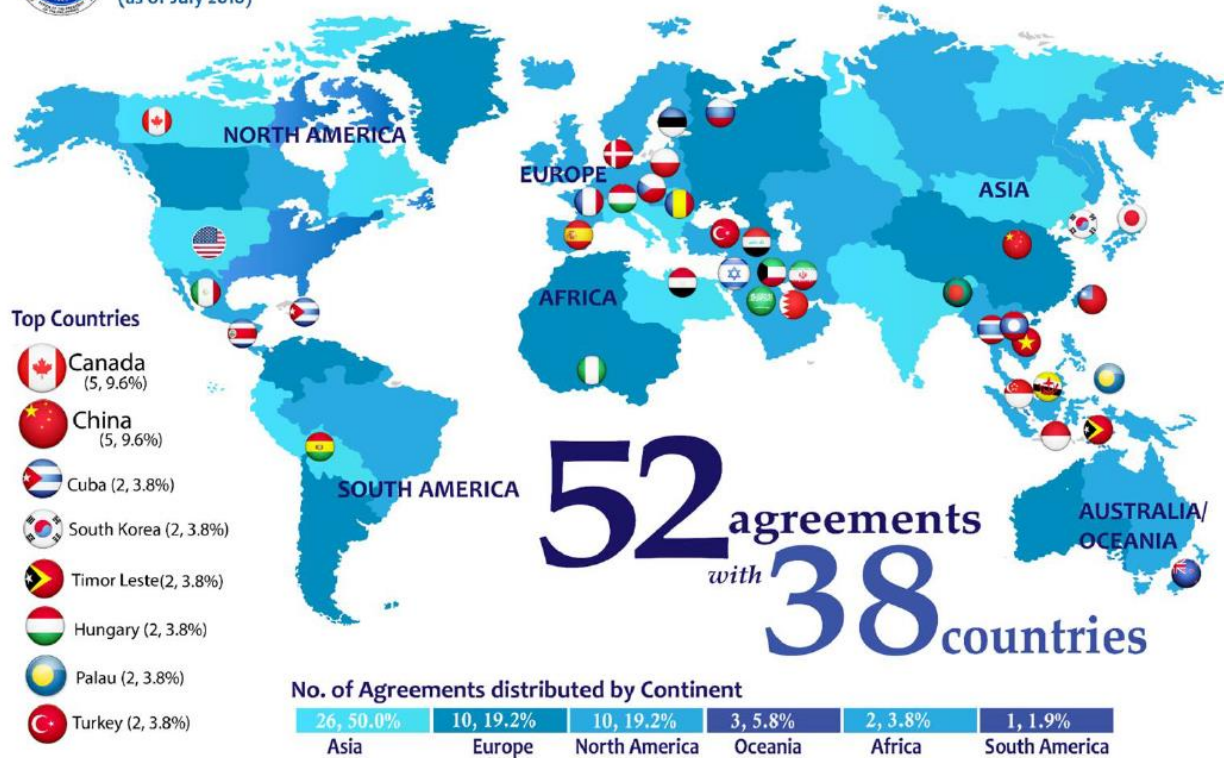 (as of July 2018)
NORTH AMERICA
EUROPE
ASIA
AFRICA
SOUTH AMERICA
AUSTRALIA/
OCEANIA
Top Countries
Canada
(5, 9.6%)
China
(5, 9.6%)
Cuba (2, 3.8%)
South Korea (2, 3.8%)
Timor Leste(2, 3.8%)
Hungary (2, 3.8%)
Palau (2, 3.8%)
Turkey (2, 3.8%)
52 agreements
with 38 countries
No. of Agreements distributed by Continent
26, 50.0% 10, 19.2% 10, 19.2% 3, 5.8% 2, 3.8% 1, 1.9%
Asia Europe North America Oceania Africa South America